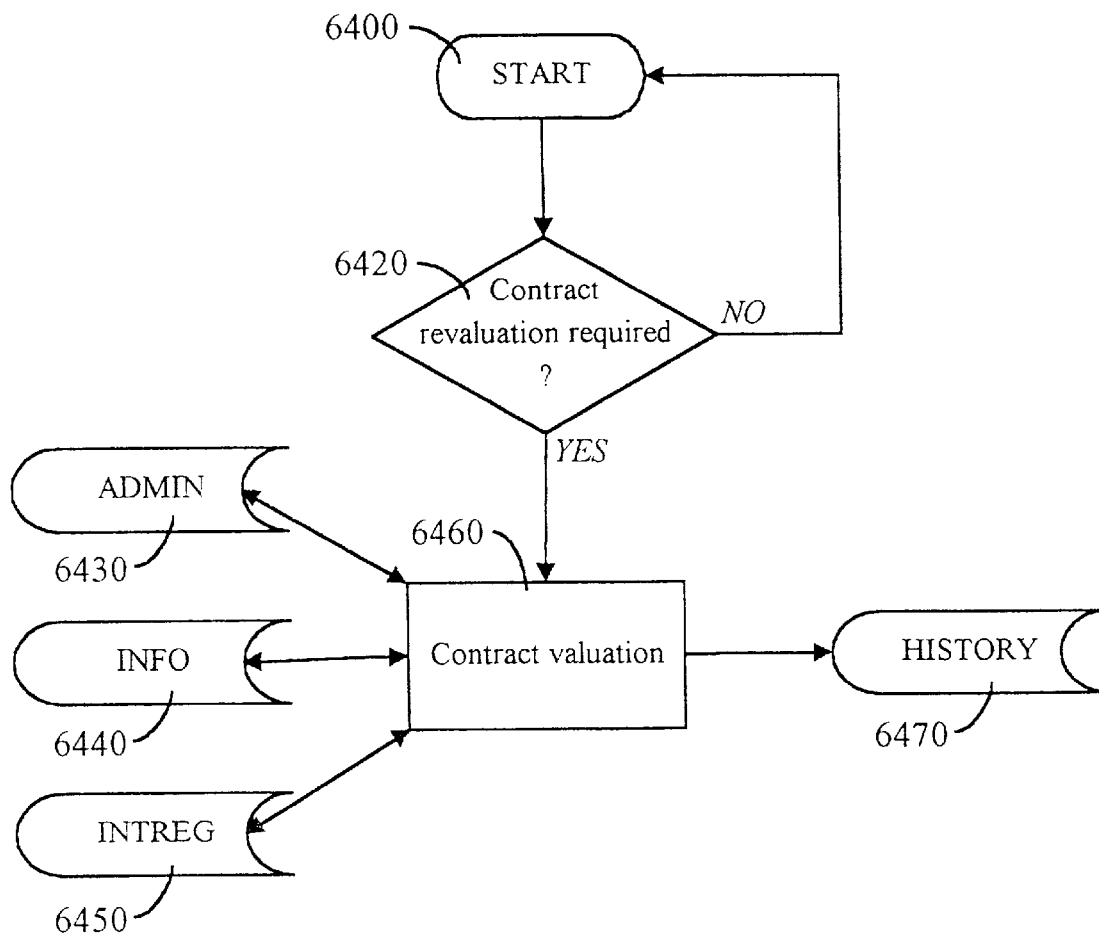 6400
START
6420
Contract
revaluation required
?
NO
YES
ADMIN
6430
6460
INFO
6440
Contract valuation
HISTORY
6470
INTREG
6450